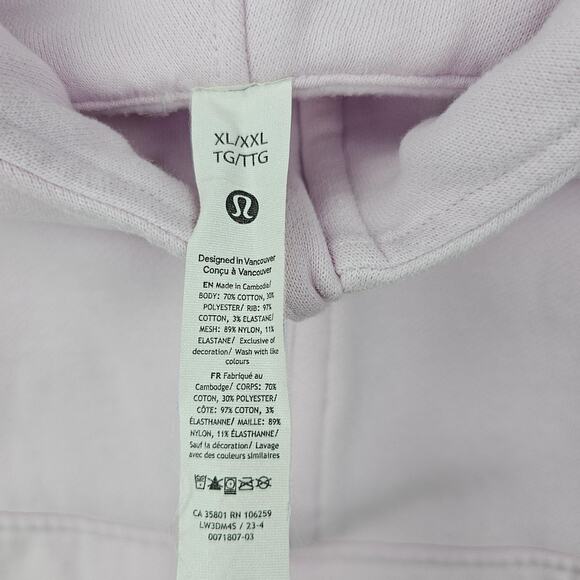 XL/XXL
TG/TTG
Designed in Vancouver
Conçu à Vancouver
EN Made in Cambodia/
BODY: 70% COTTON, 30%
POLYESTER/ RIB: 97%
COTTON, 3% ELASTANE/
MESH: 89% NYLON, 11%
ELASTANE/ Exclusive of
decoration/ Wash with like
colours
FR Fabriqué au
Cambodge/ CORPS: 70%
COTON, 30% POLYESTER/
CÔTE: 97% COTON, 3%
ÉLASTHANNE/ MAILLE: 89%
NYLON, 11% ÉLASTHANNE/
Sauf la décoration/ Lavage
avec des couleurs similaires
CA 35801 RN 106259
LW3DM4S / 23-4
0071807-03